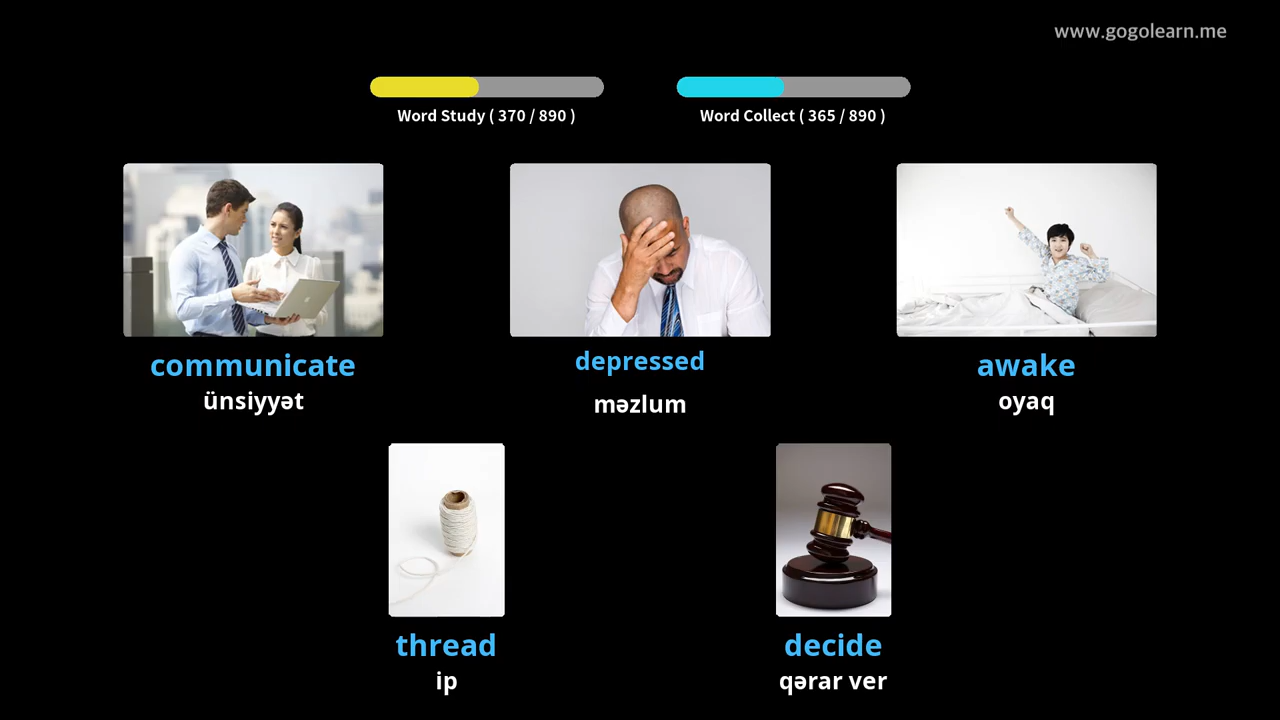 www.gogolearn.me
Word Study ( 370 / 890 )
Word Collect ( 365 / 890 )
communicate
ünsiyyət
depressed
məzlum
awake
oyaq
thread
ip
decide
qərar ver